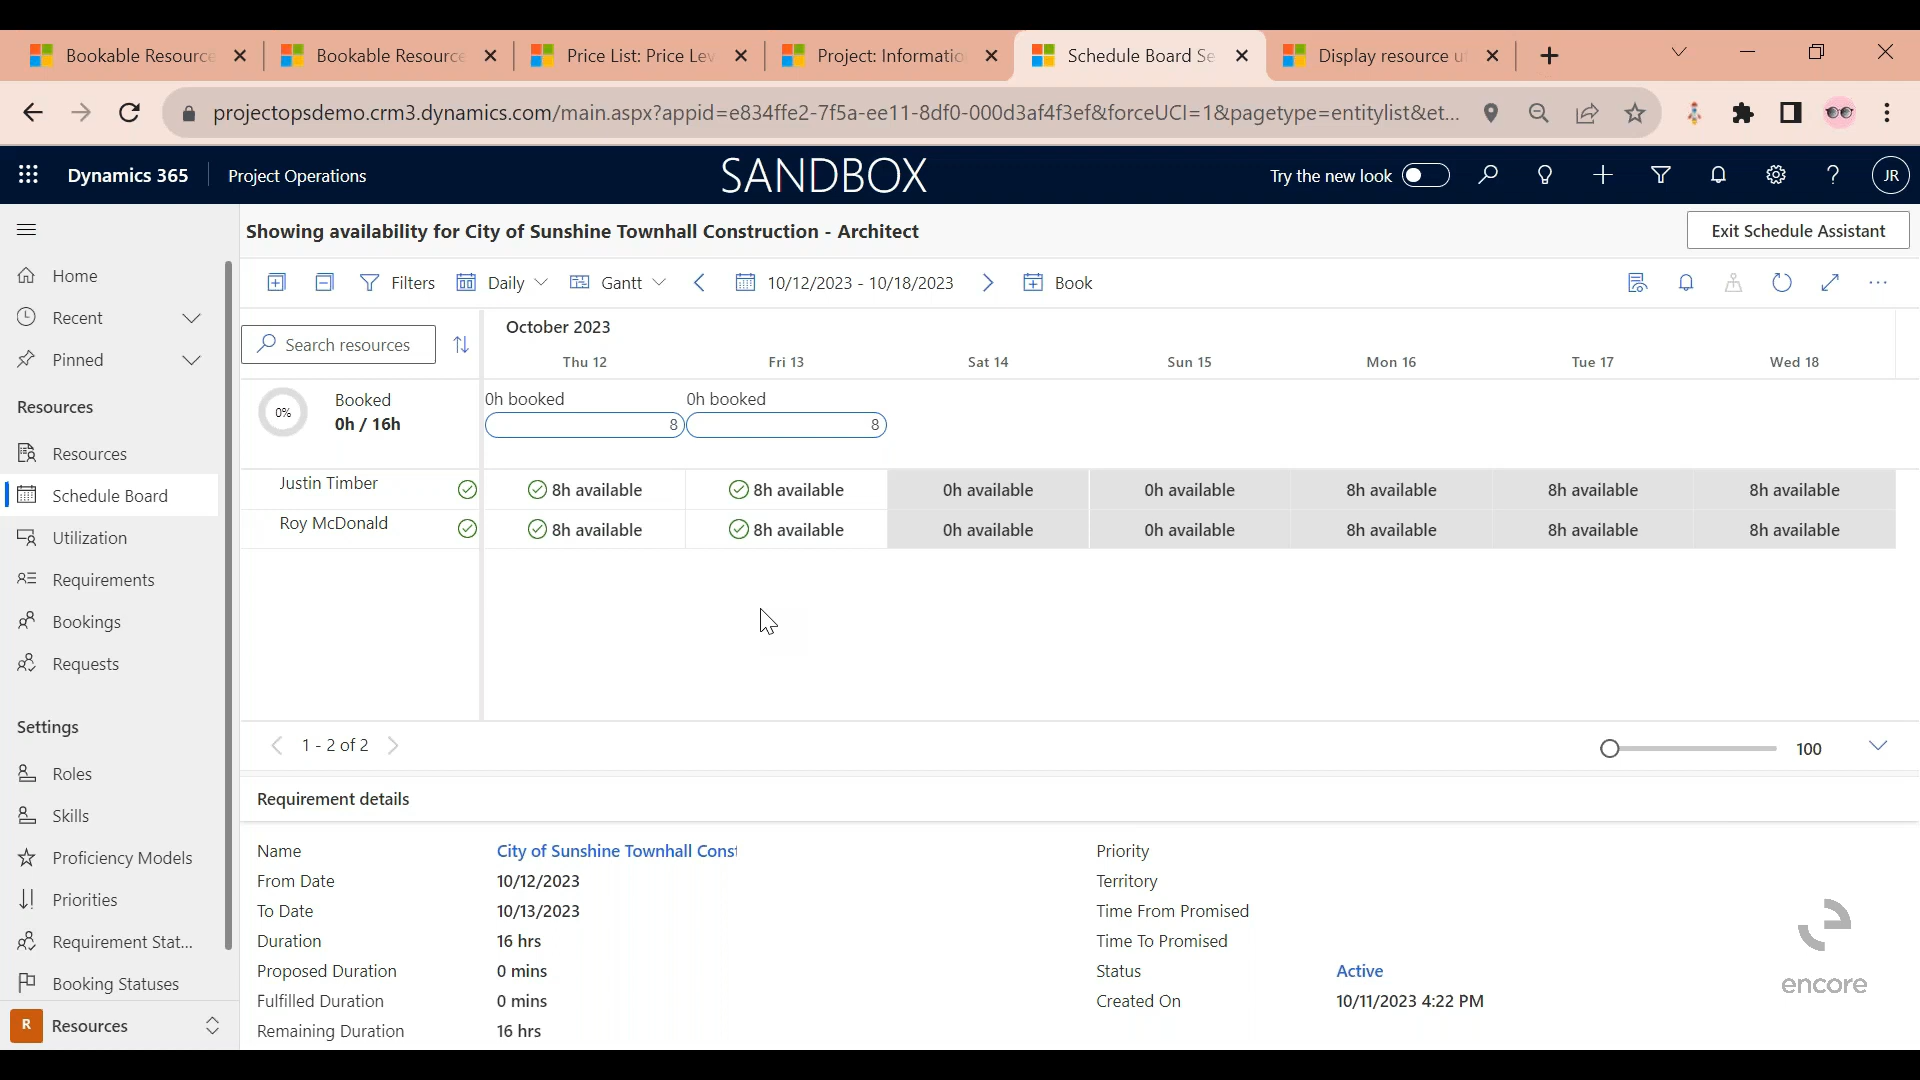 Bookable Resource
Bookable Resource
Price List: Price Lev
Project: Informatio
Schedule Board Se
Display resource u
projectopsdemo.crm3.dynamics.com/main.aspx?appid=e834ffe2-7f5a-ee11-8df0-000d3af4f3ef&forceUCI=1&pagetype=entitylist&et...
Dynamics 365
Project Operations
SANDBOX
Try the new look
JR
Showing availability for City of Sunshine Townhall Construction - Architect
Exit Schedule Assistant
Home
Recent
Pinned
Resources
Resources
Schedule Board
Utilization
Requirements
Bookings
Requests
Settings
Roles
Skills
Proficiency Models
Priorities
Requirement Stat...
Booking Statuses
R Resources
Filters
Daily
Gantt
10/12/2023 - 10/18/2023
Book
Search resources
October 2023
Thu 12 Fri 13 Sat 14 Sun 15 Mon 16 Tue 17 Wed 18
0%
Booked
0h / 16h
0h booked 0h booked
8 8
Justin Timber 8h available 8h available 0h available 0h available 8h available 8h available 8h available
Roy McDonald 8h available 8h available 0h available 0h available 8h available 8h available 8h available
1 - 2 of 2
100
Requirement details
Name City of Sunshine Townhall Const
From Date 10/12/2023
To Date 10/13/2023
Duration 16 hrs
Proposed Duration 0 mins
Fulfilled Duration 0 mins
Remaining Duration 16 hrs
Priority
Territory
Time From Promised
Time To Promised
Status Active
Created On 10/11/2023 4:22 PM
encore